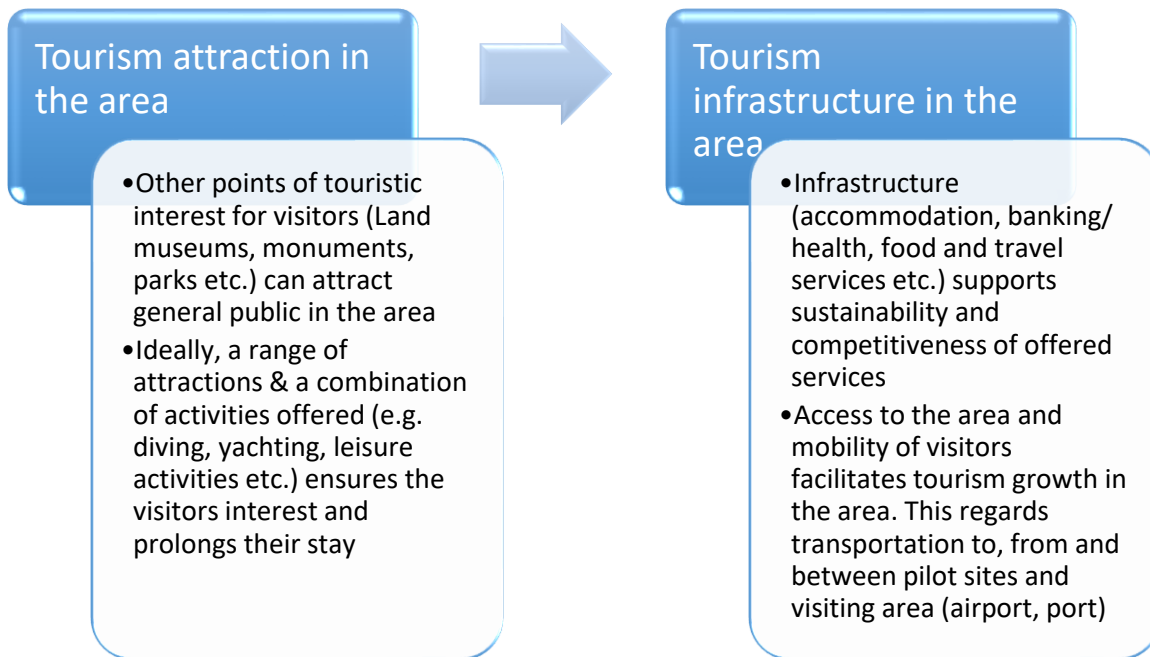 Tourism attraction in
the area
•Other points of touristic
interest for visitors (Land
museums, monuments,
parks etc.) can attract
general public in the area
•Ideally, a range of
attractions & a combination
of activities offered (e.g.
diving, yachting, leisure
activities etc.) ensures the
visitors interest and
prolongs their stay
Tourism
infrastructure in the
area
•Infrastructure
(accommodation, banking/
health, food and travel
services etc.) supports
sustainability and
competitiveness of offered
services
•Access to the area and
mobility of visitors
facilitates tourism growth in
the area. This regards
transportation to, from and
between pilot sites and
visiting area (airport, port)